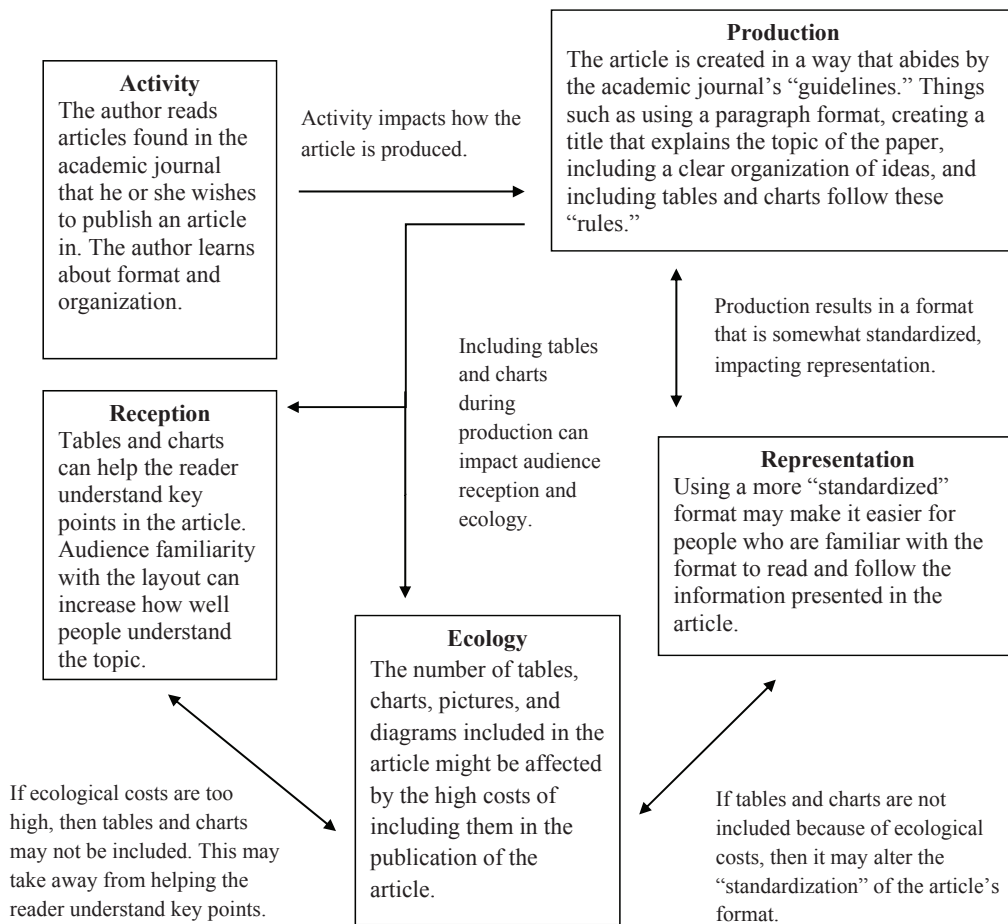 Activity
The author reads
articles found in the
academic journal
that he or she wishes
to publish an article
in. The author learns
about format and
organization.
Activity impacts how the
article is produced.
Production
The article is created in a way that abides by
the academic journal’s “guidelines.” Things
such as using a paragraph format, creating a
title that explains the topic of the paper,
including a clear organization of ideas, and
including tables and charts follow these
“rules.”
Production results in a format
that is somewhat standardized,
impacting representation.
Including tables
and charts
during
production can
impact audience
reception and
ecology.
Reception
Tables and charts
can help the reader
understand key
points in the article.
Audience familiarity
with the layout can
increase how well
people understand
the topic.
Representation
Using a more “standardized”
format may make it easier for
people who are familiar with the
format to read and follow the
information presented in the
article.
Ecology
The number of tables,
charts, pictures, and
diagrams included in the
article might be affected
by the high costs of
including them in the
publication of the
article.
If ecological costs are too
high, then tables and charts
may not be included. This may
take away from helping the
reader understand key points.
If tables and charts are not
included because of ecological
costs, then it may alter the
“standardization” of the article’s
format.